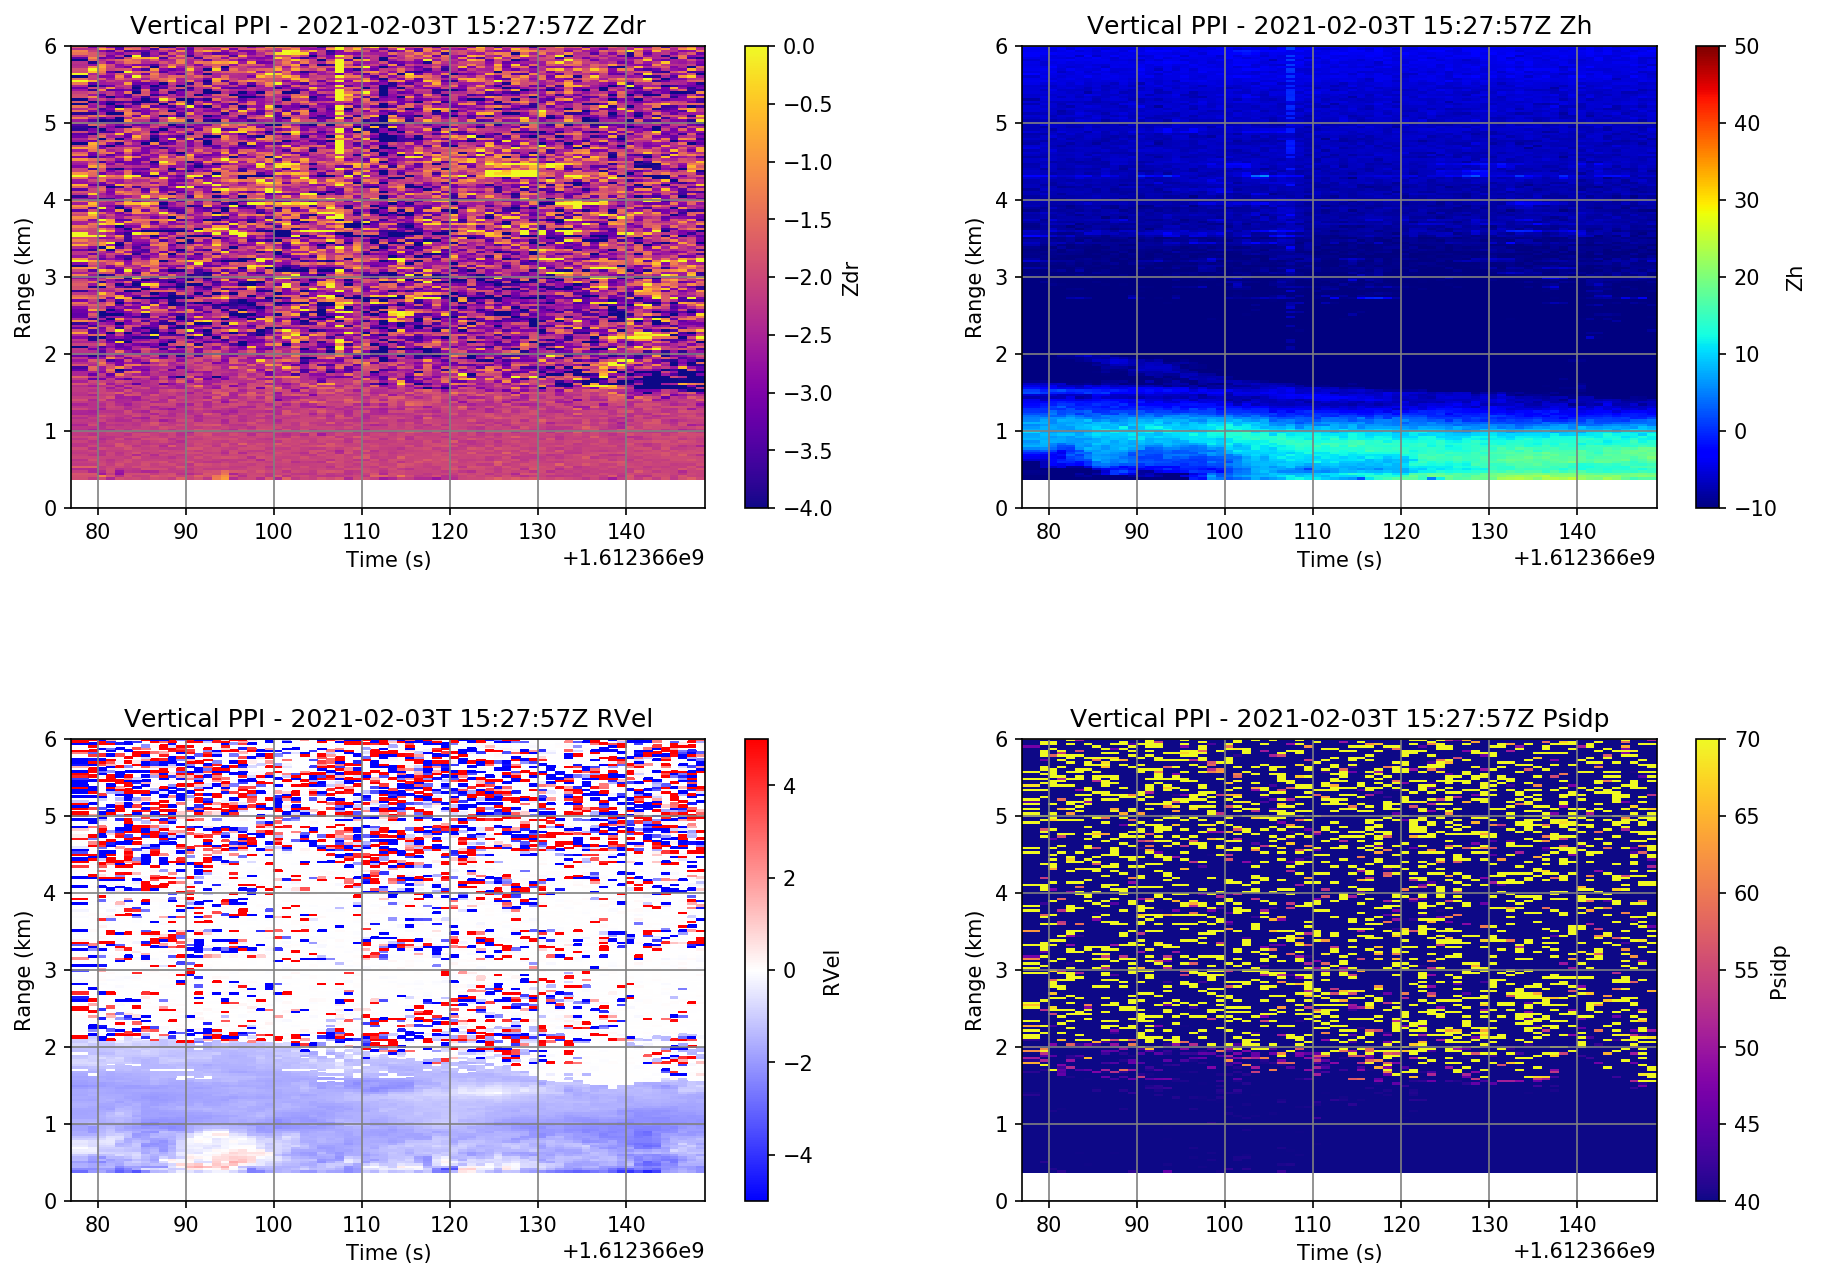 Vertical PPI - 2021-02-03T 15:27:57Z Zdr
6
5
4
3
2
1
0
Range (km)
80 90 100 110 120 130 140
Time (s)
+1.612366e9
0.0
−0.5
−1.0
−1.5
−2.0
−2.5
−3.0
−3.5
−4.0
Zdr
Vertical PPI - 2021-02-03T 15:27:57Z Zh
6
5
4
3
2
1
0
Range (km)
80 90 100 110 120 130 140
Time (s)
+1.612366e9
50
40
30
20
10
0
−10
Zh
Vertical PPI - 2021-02-03T 15:27:57Z RVel
6
5
4
3
2
1
0
Range (km)
80 90 100 110 120 130 140
Time (s)
+1.612366e9
4
2
0
−2
−4
RVel
Vertical PPI - 2021-02-03T 15:27:57Z Psidp
6
5
4
3
2
1
0
Range (km)
80 90 100 110 120 130 140
Time (s)
+1.612366e9
70
65
60
55
50
45
40
Psidp